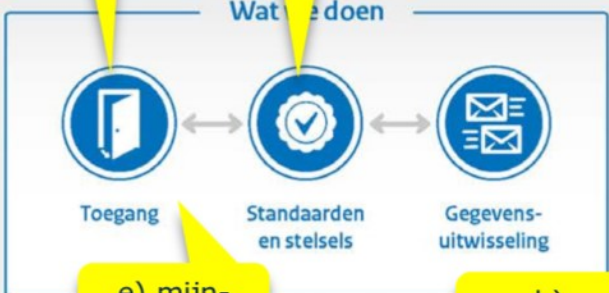 Wat we doen
Toegang
Standaarden
en stelsels
Gegevens-
uitwisseling
e) mijn-